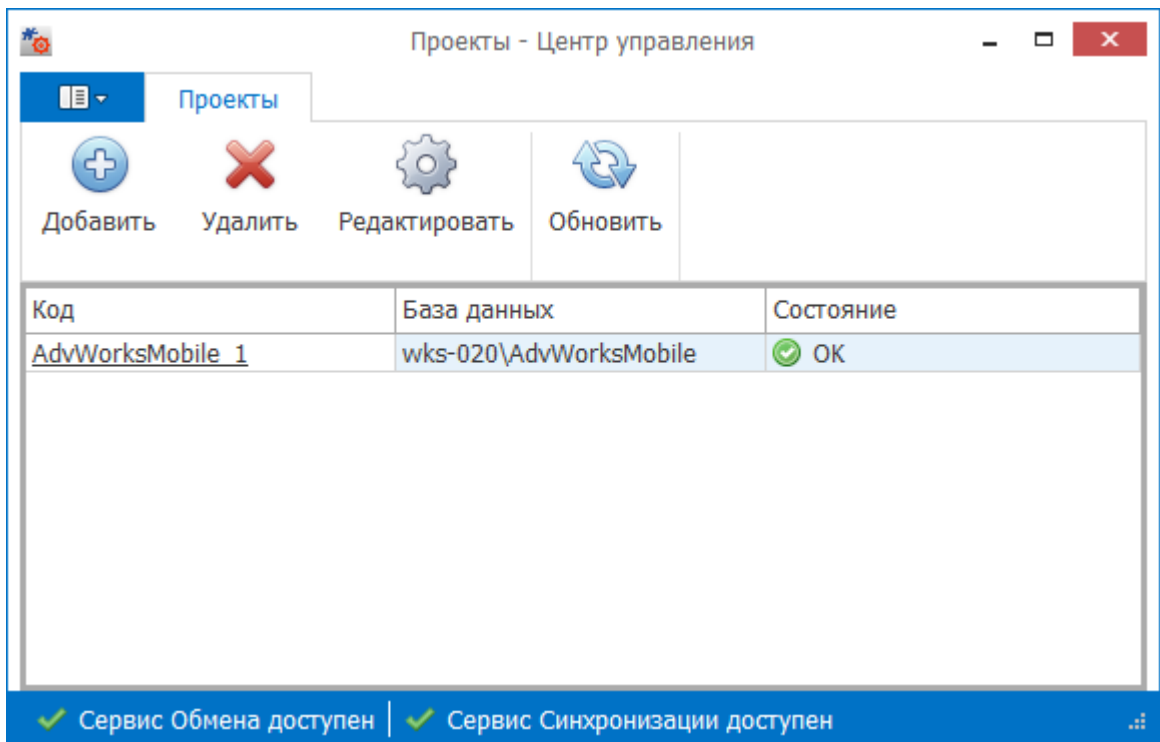 Проекты - Центр управления
Проекты
Добавить Удалить Редактировать Обновить
Код База данных Состояние
AdvWorksMobile_1 wks-020\AdvWorksMobile OK
Сервис Обмена доступен Сервис Синхронизации доступен